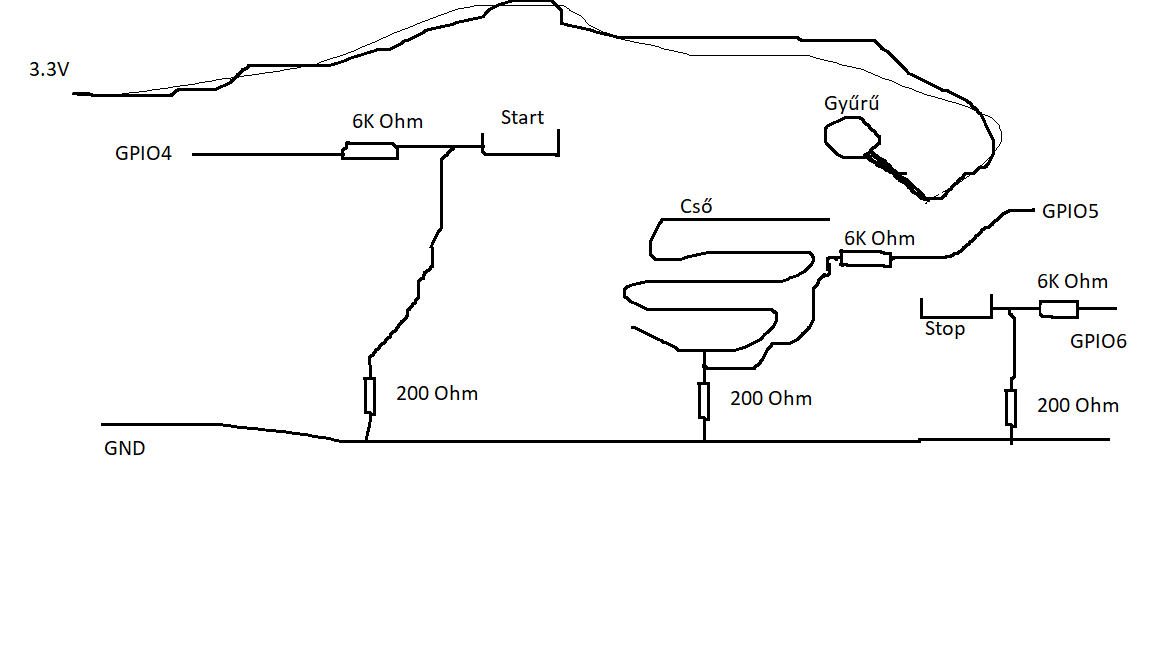 3.3V
6K Ohm
Start
GPIO4
Gyűrű
Cső
GPIO5
6K Ohm
6K Ohm
Stop
GPIO6
200 Ohm
200 Ohm
200 Ohm
GND